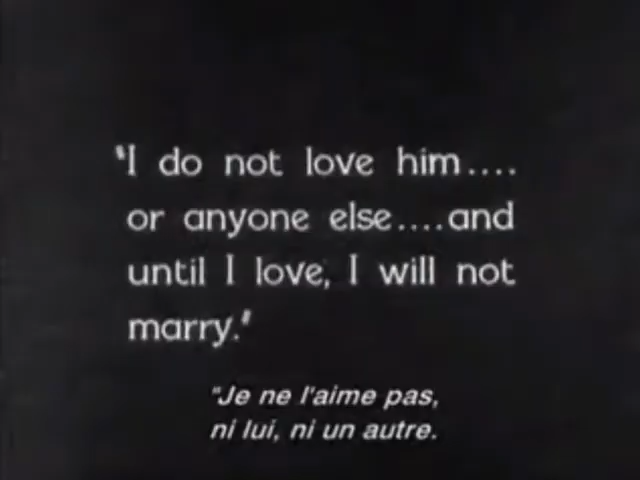 'I do not love him....
or anyone else....and
until I love, I will not
marry.'
"Je ne l'aime pas,
ni lui, ni un autre.